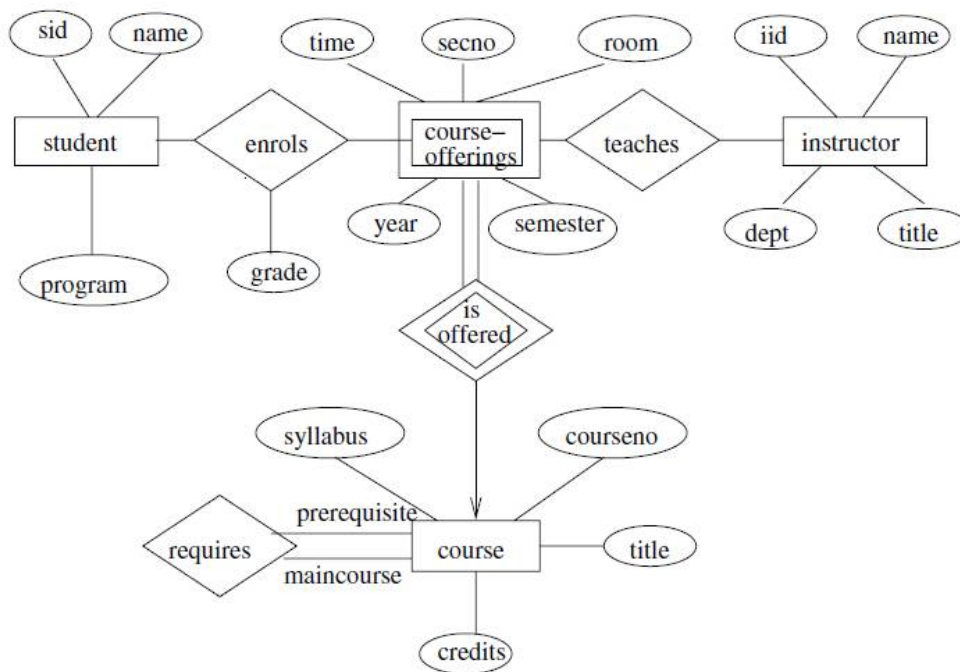 sid
name
time
secno
room
iid
name
student
enrols
course–
offerings
teaches
instructor
year
semester
dept
title
program
grade
is
offered
syllabus
courseno
prerequisite
requires
course
title
maincourse
credits